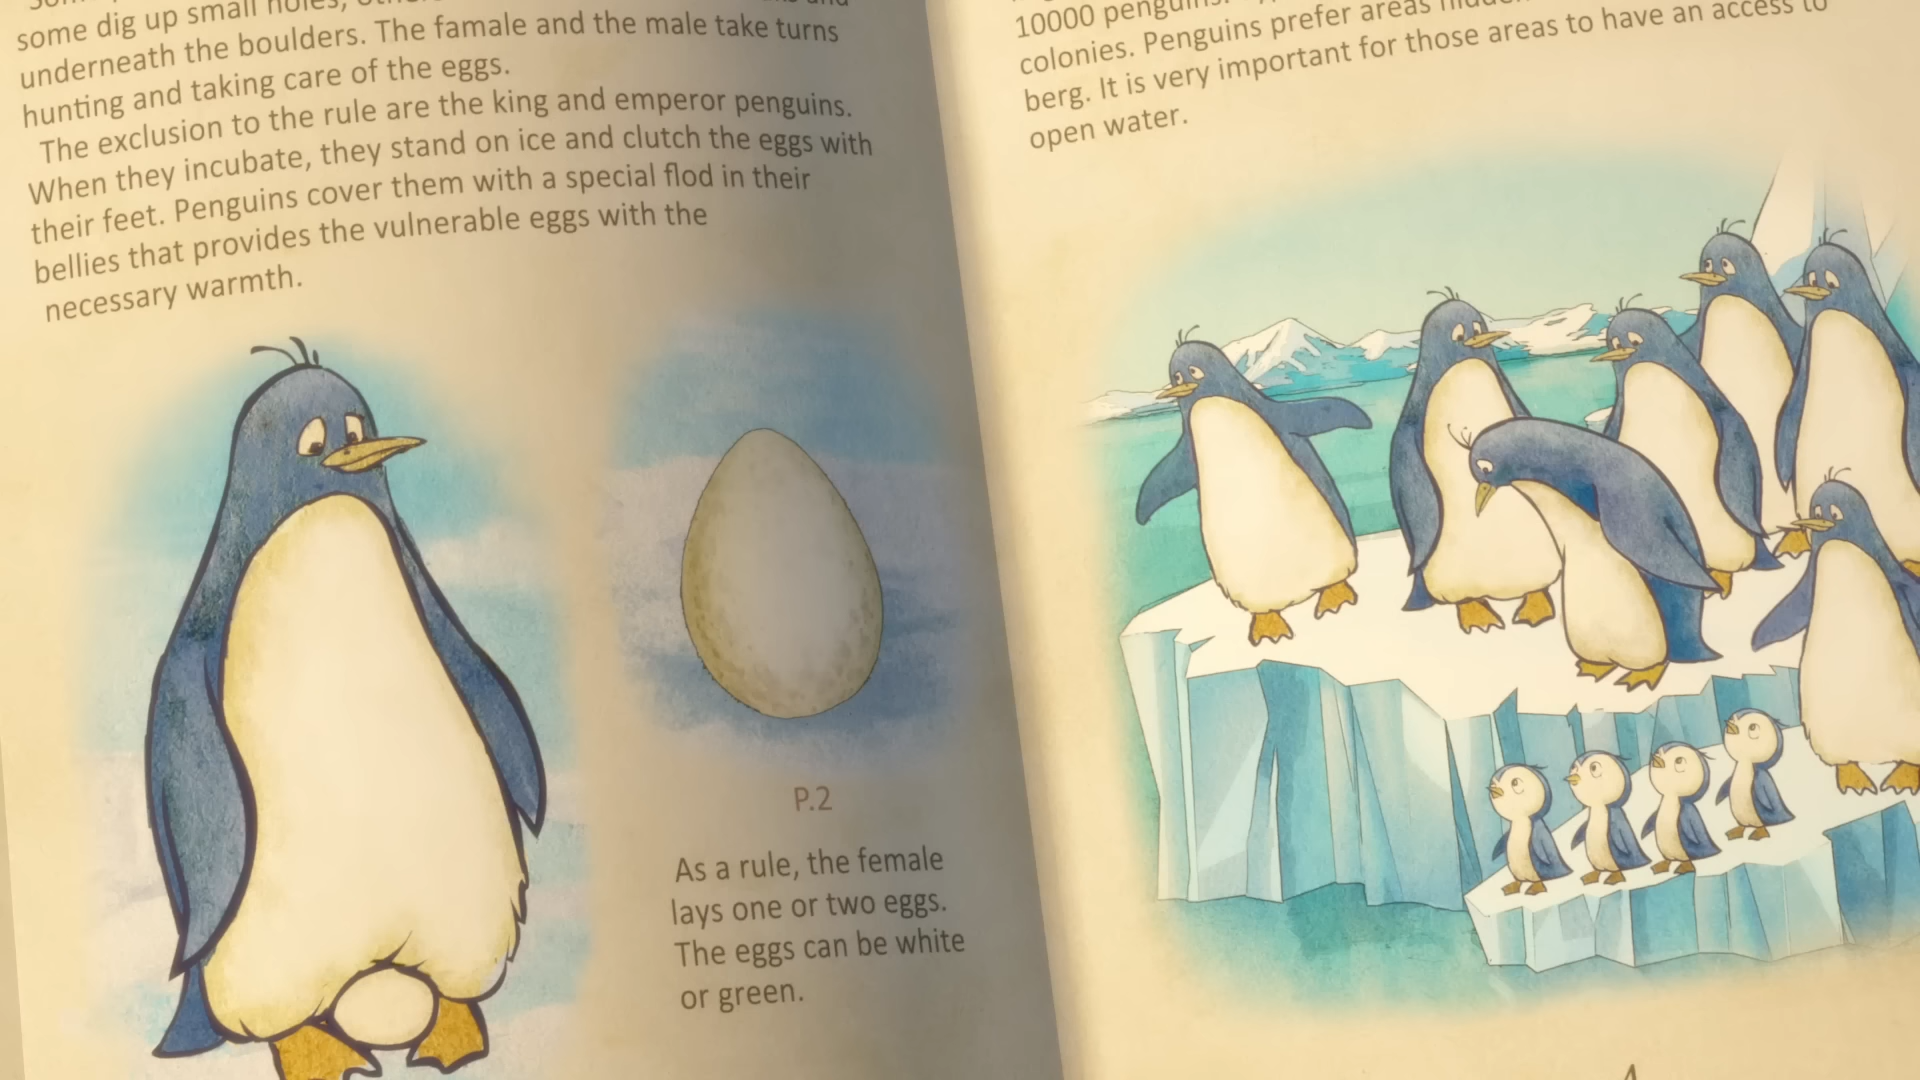 some dig up small holes,
underneath the boulders. The famale and the male take turns
hunting and taking care of the eggs.
The exclusion to the rule are the king and emperor penguins.
When they incubate, they stand on ice and clutch the eggs with
their feet. Penguins cover them with a special flod in their
bellies that provides the vulnerable eggs with the
necessary warmth.
P.2
As a rule, the female
lays one or two eggs.
The eggs can be white
or green.
10000 penguins.
colonies. Penguins prefer areas
berg. It is very important for those areas to have an access to
open water.